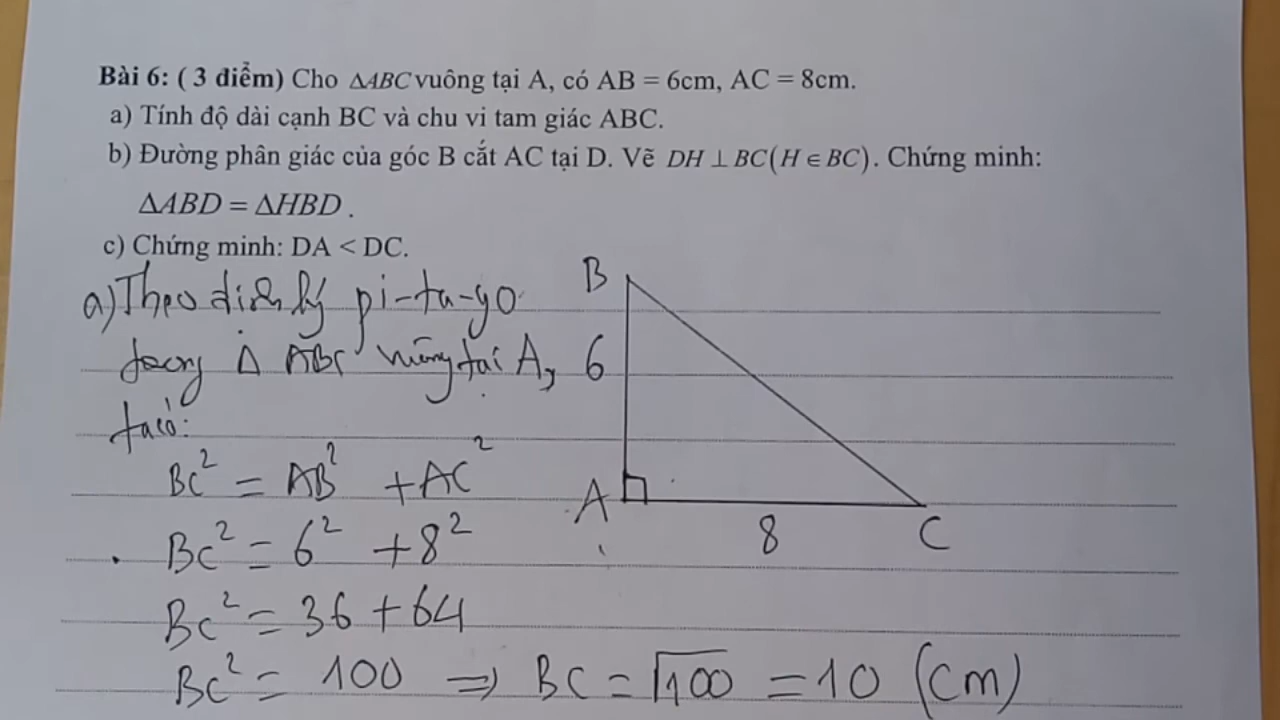 Bài 6: ( 3 điểm) Cho ΔABC vuông tại A, có AB = 6cm, AC = 8cm.
a) Tính độ dài cạnh BC và chu vi tam giác ABC.
b) Đường phân giác của góc B cắt AC tại D. Vẽ DH ⊥ BC(H ∈ BC). Chứng minh:
ΔABD = ΔHBD.
c) Chứng minh: DA < DC.
a) Theo định lý pi-ta-go
trong Δ ABC vuông tại A,
ta có:
BC² = AB² + AC²
BC² = 6² + 8²
BC² = 36 + 64
BC² = 100 ⇒ BC = √100 = 10 (cm)
B
6
A
8
C